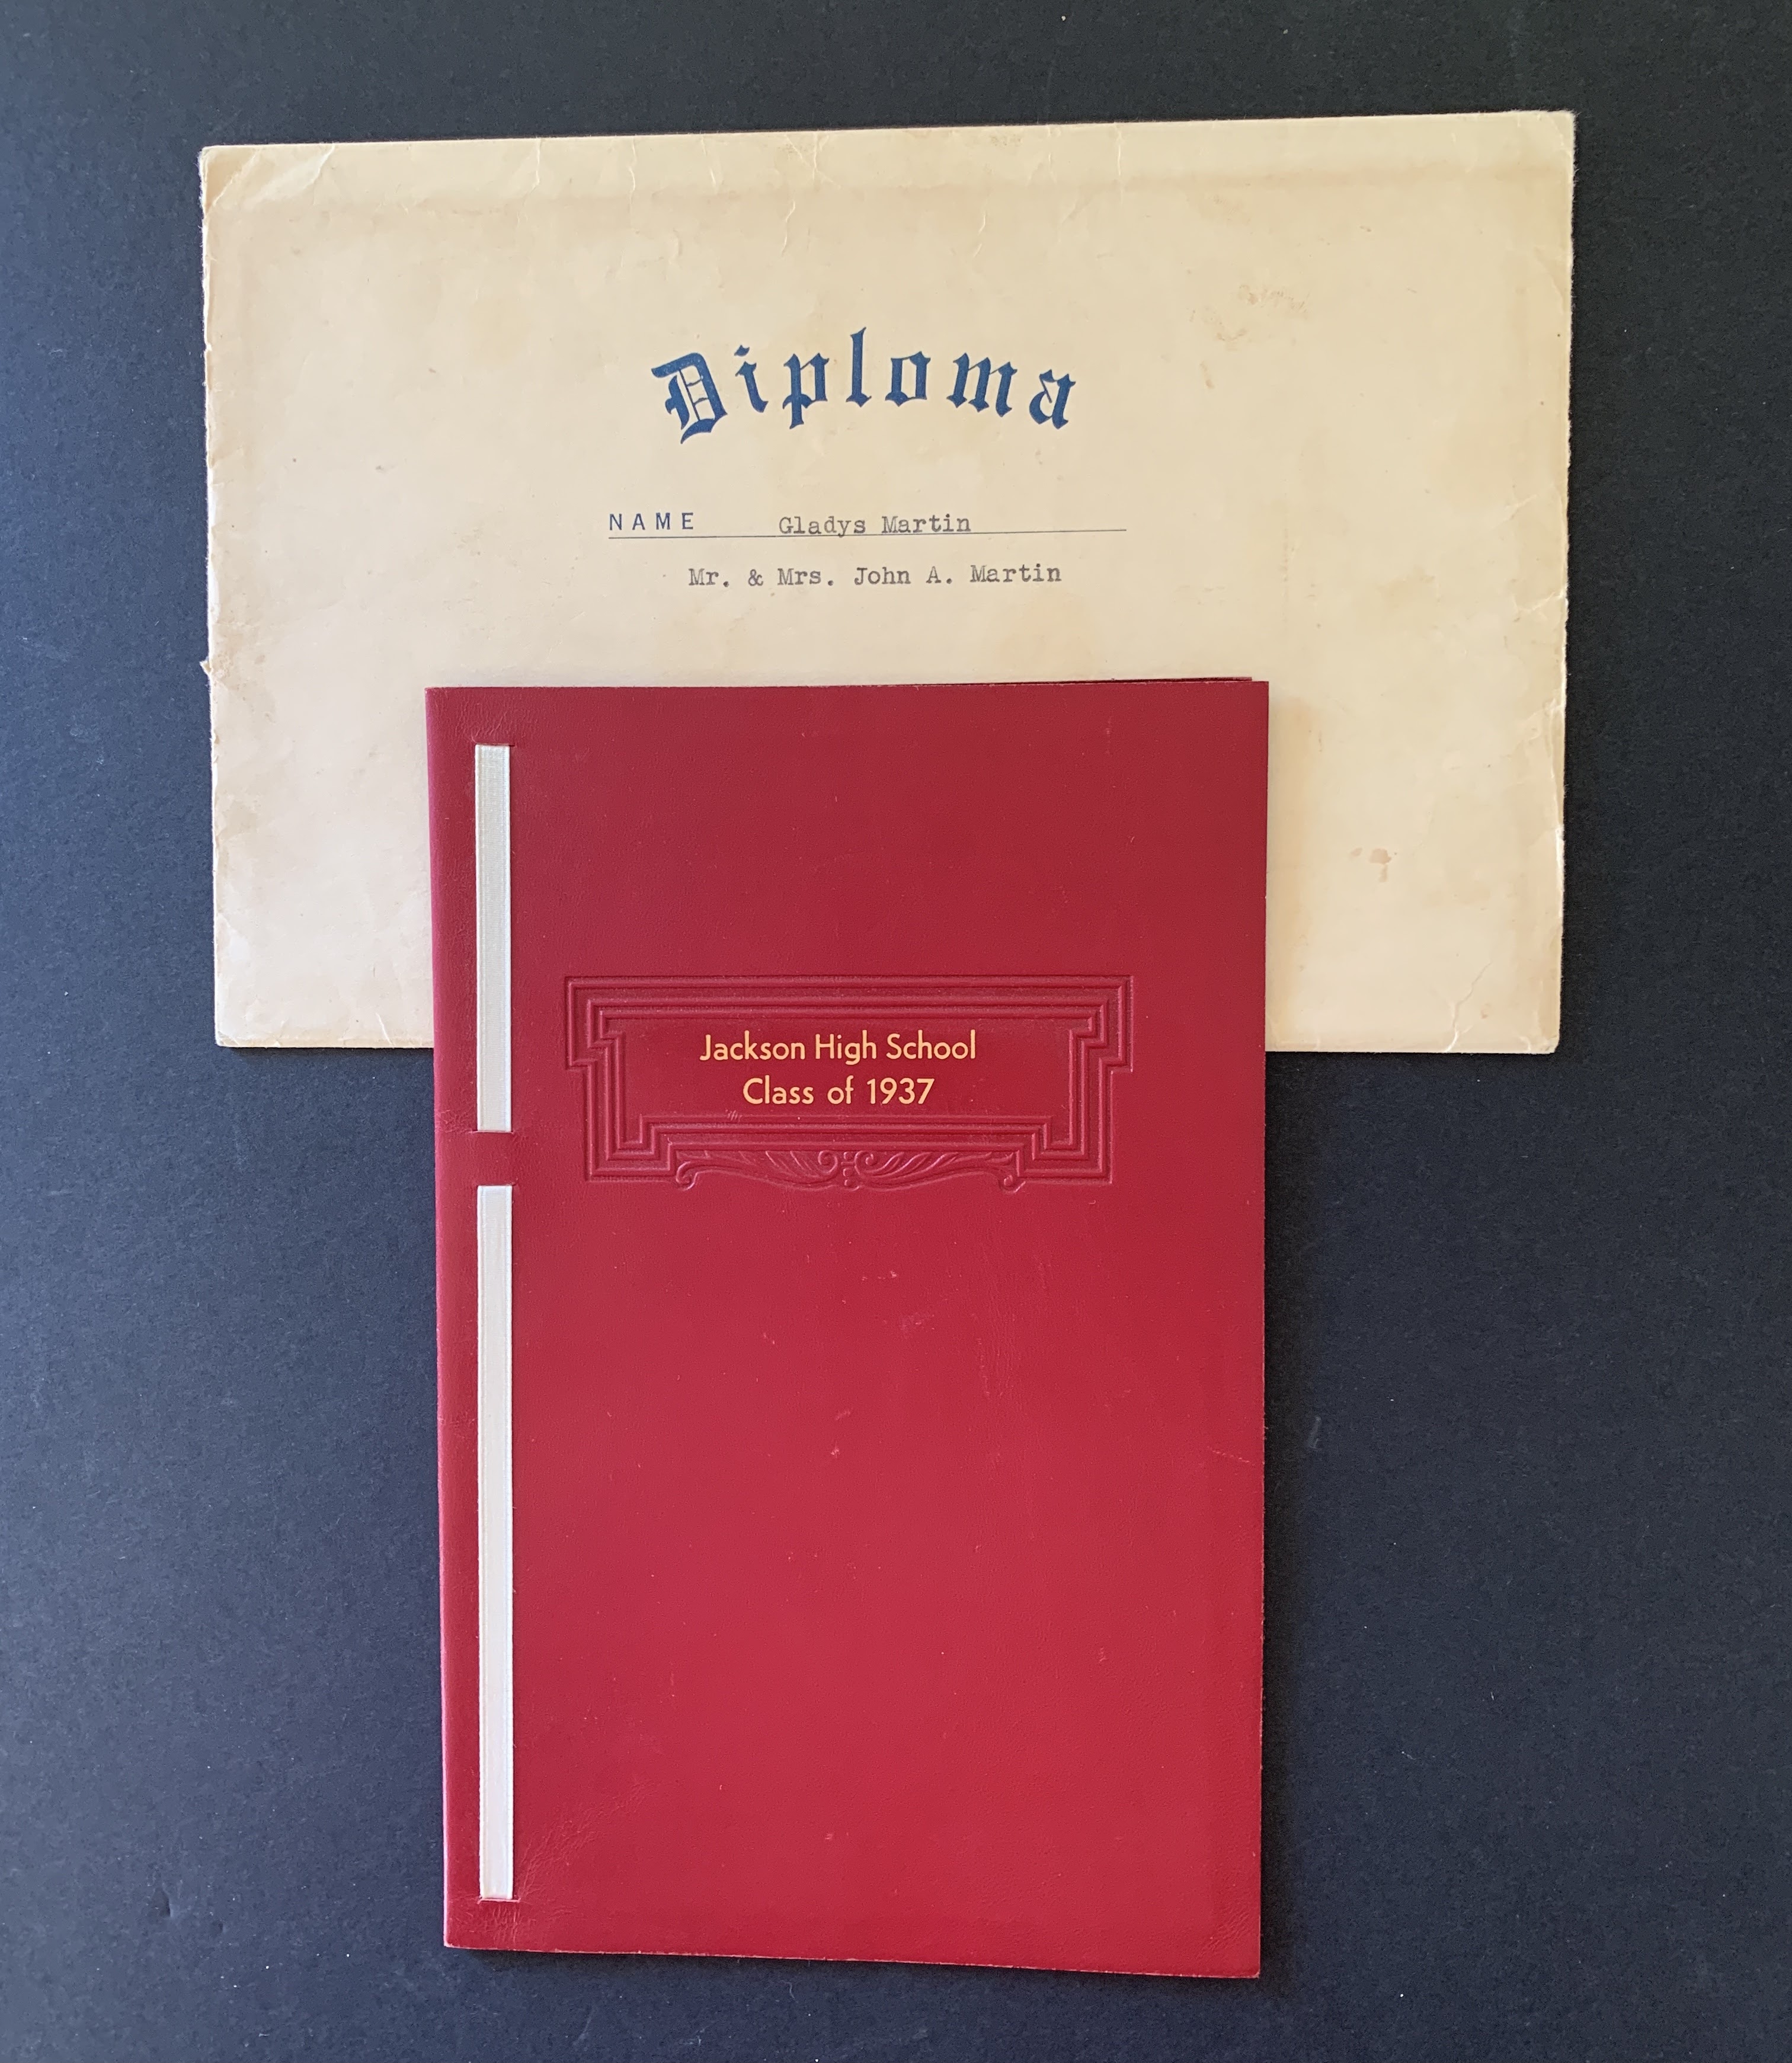 Diploma
NAME Gladys Martin
Mr. & Mrs. John A. Martin
Jackson High School
Class of 1937